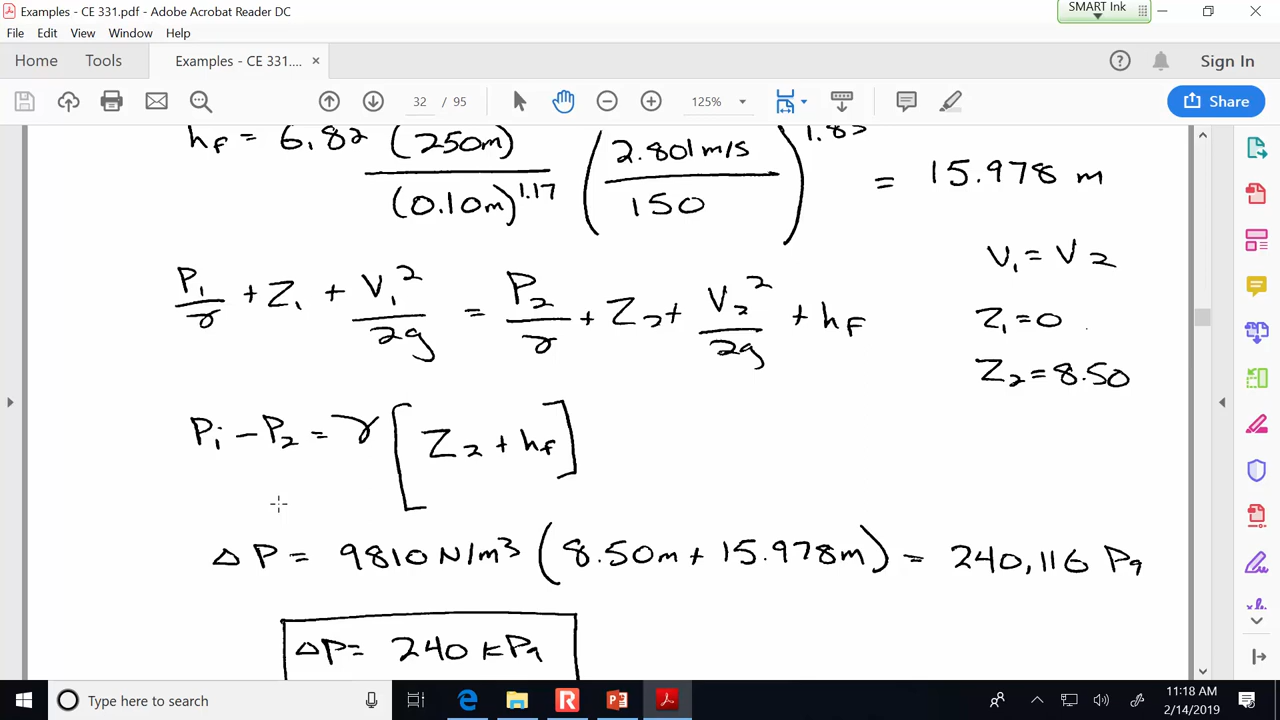 Examples - CE 331.pdf - Adobe Acrobat Reader DC
SMART Ink
File Edit View Window Help
Home Tools Examples - CE 331.... × Sign In
32 / 95 125% Share
hf = 6.82 (250m) / (0.10m)^1.17 (2.801 m/s / 150)^1.85 = 15.978 m
V1 = V2
P1/γ + Z1 + V1²/2g = P2/γ + Z2 + V2²/2g + hf
Z1 = 0
Z2 = 8.50
P1 - P2 = γ [Z2 + hf]
ΔP = 9810 N/m³ (8.50m + 15.978m) = 240,116 Pa
ΔP = 240 kPa
Type here to search
11:18 AM
2/14/2019